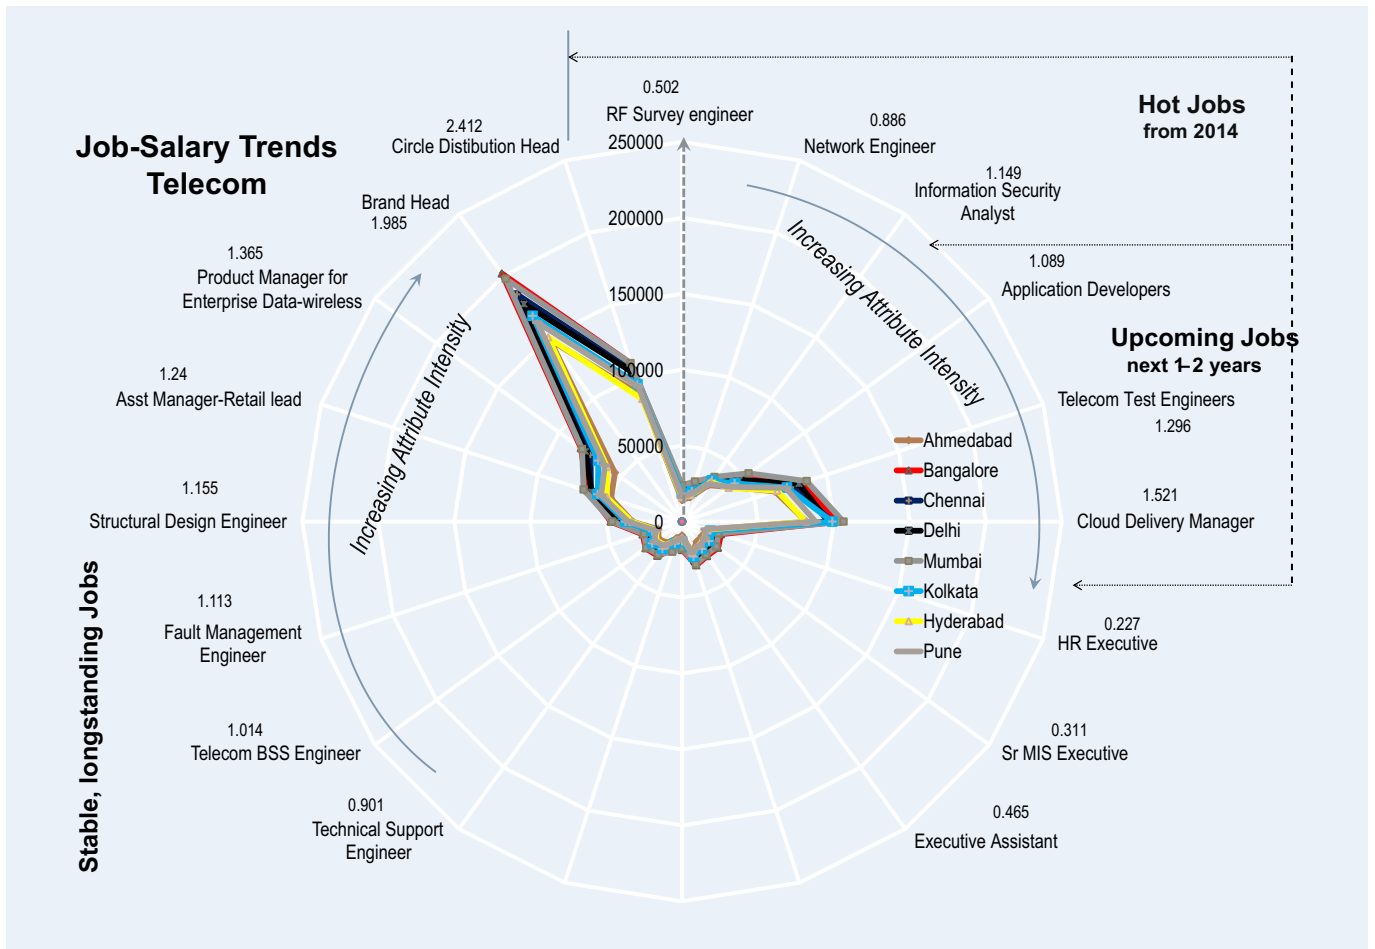 Job-Salary Trends
Telecom
Hot Jobs
from 2014
Upcoming Jobs
next 1–2 years
Stable, longstanding Jobs
Increasing Attribute Intensity
Increasing Attribute Intensity
0.502
RF Survey engineer
0.886
Network Engineer
1.149
Information Security
Analyst
1.089
Application Developers
Telecom Test Engineers
1.296
1.521
Cloud Delivery Manager
0.227
HR Executive
0.311
Sr MIS Executive
0.465
Executive Assistant
0.901
Technical Support
Engineer
1.014
Telecom BSS Engineer
1.113
Fault Management
Engineer
1.155
Structural Design Engineer
1.24
Asst Manager-Retail lead
1.365
Product Manager for
Enterprise Data-wireless
Brand Head
1.985
2.412
Circle Distibution Head
250000
200000
150000
100000
50000
0
Ahmedabad
Bangalore
Chennai
Delhi
Mumbai
Kolkata
Hyderabad
Pune